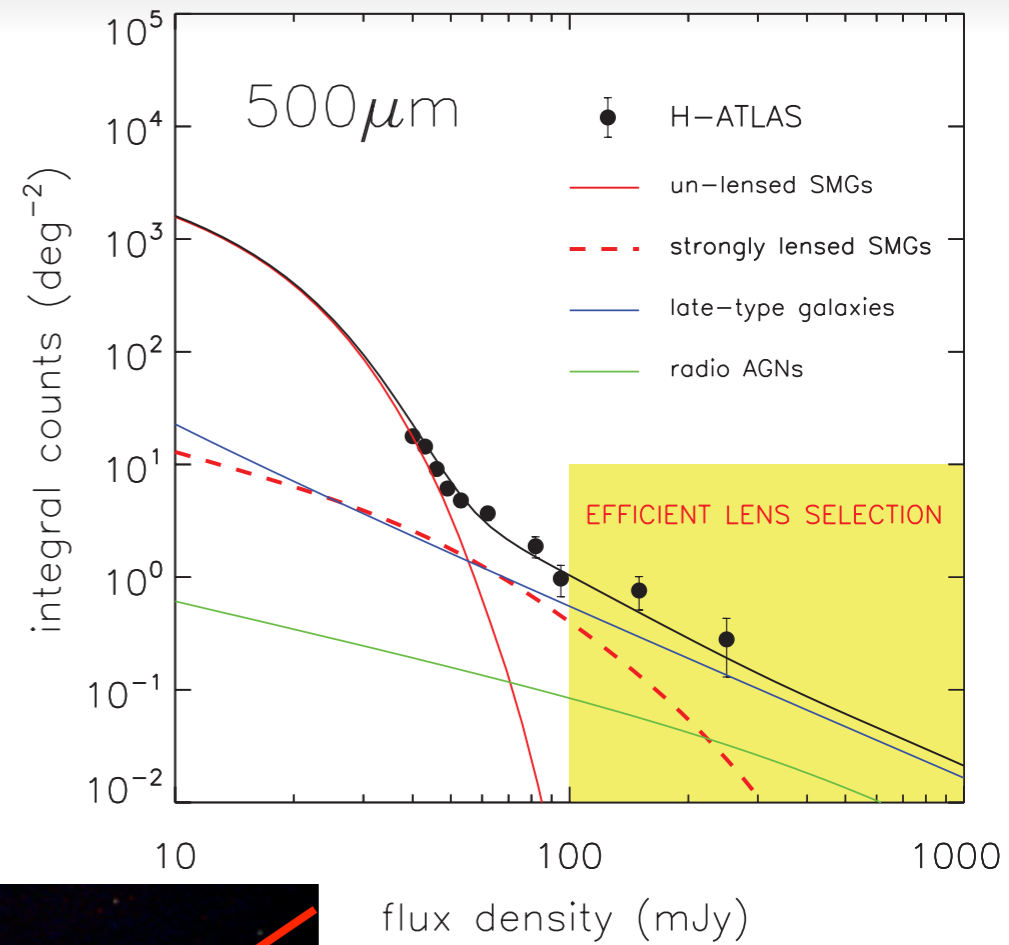 10⁵
500μm
10⁴
H-ATLAS
un-lensed SMGs
10³
strongly lensed SMGs
late-type galaxies
10²
radio AGNs
10¹
EFFICIENT LENS SELECTION
10⁰
10⁻¹
10⁻²
integral counts (deg⁻²)
10 100 1000
flux density (mJy)